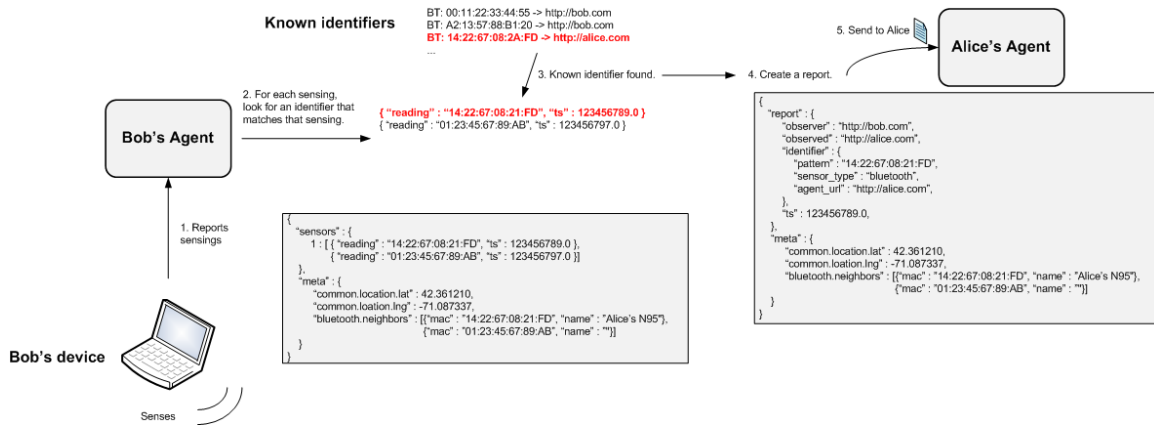 Known identifiers
BT: 00:11:22:33:44:55 -> http://bob.com
BT: A2:13:57:88:B1:20 -> http://bob.com
BT: 14:22:67:08:2A:FD -> http://alice.com
...
5. Send to Alice
Alice's Agent
3. Known identifier found.
4. Create a report.
2. For each sensing,
look for an identifier that
matches that sensing.
{ "reading" : "14:22:67:08:21:FD", "ts" : 123456789.0 }
{ "reading" : "01:23:45:67:89:AB", "ts" : 123456797.0 }
Bob's Agent
1. Reports
sensings
{
"sensors" : {
1 : [ { "reading" : "14:22:67:08:21:FD", "ts" : 123456789.0 },
{ "reading" : "01:23:45:67:89:AB", "ts" : 123456797.0 }]
},
"meta" : {
"common.location.lat" : 42.361210,
"common.loation.lng" : -71.087337,
"bluetooth.neighbors" : [{"mac" : "14:22:67:08:21:FD", "name" : "Alice's N95"},
{"mac" : "01:23:45:67:89:AB", "name" : ""}]
}
}
{
"report" : {
"observer" : "http://bob.com",
"observed" : "http://alice.com",
"identifier" : {
"pattern" : "14:22:67:08:21:FD",
"sensor_type" : "bluetooth",
"agent_url" : "http://alice.com",
},
"ts" : 123456789.0,
},
"meta" : {
"common.location.lat" : 42.361210,
"common.loation.lng" : -71.087337,
"bluetooth.neighbors" : [{"mac" : "14:22:67:08:21:FD", "name" : "Alice's N95"},
{"mac" : "01:23:45:67:89:AB", "name" : ""}]
}
}
Bob's device
Senses